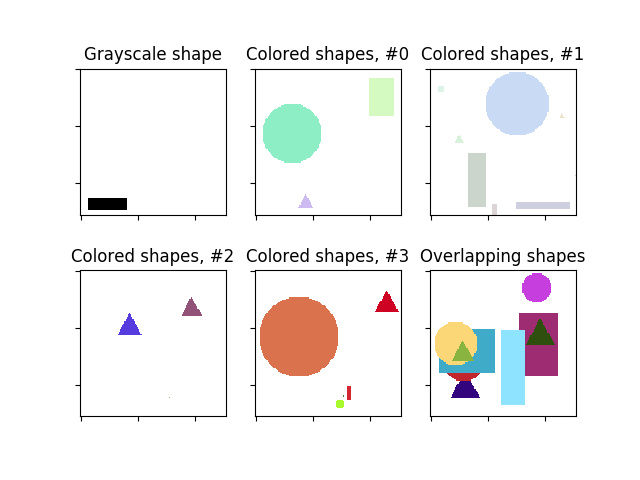 Grayscale shape
Colored shapes, #0
Colored shapes, #1
Colored shapes, #2
Colored shapes, #3
Overlapping shapes